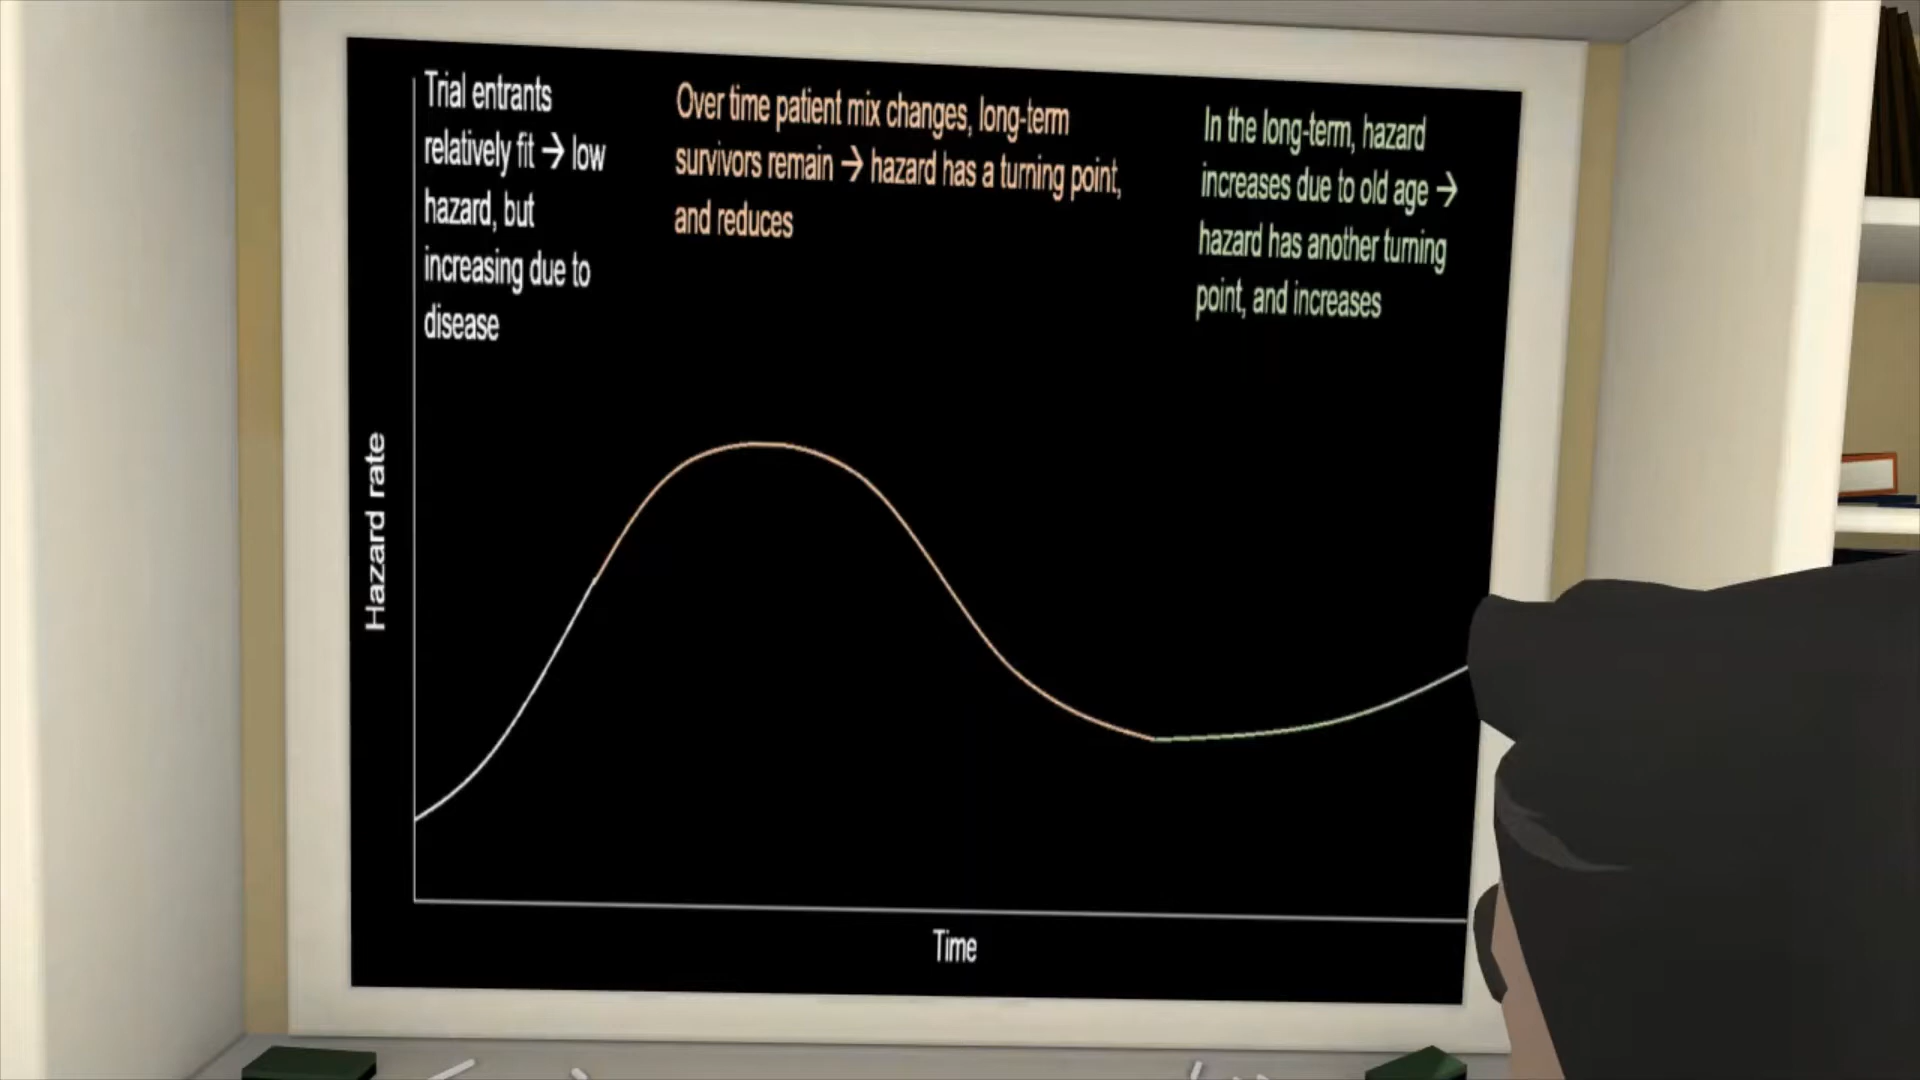 Trial entrants
relatively fit → low
hazard, but
increasing due to
disease
Over time patient mix changes, long-term
survivors remain → hazard has a turning point,
and reduces
In the long-term, hazard
increases due to old age →
hazard has another turning
point, and increases
Hazard rate
Time